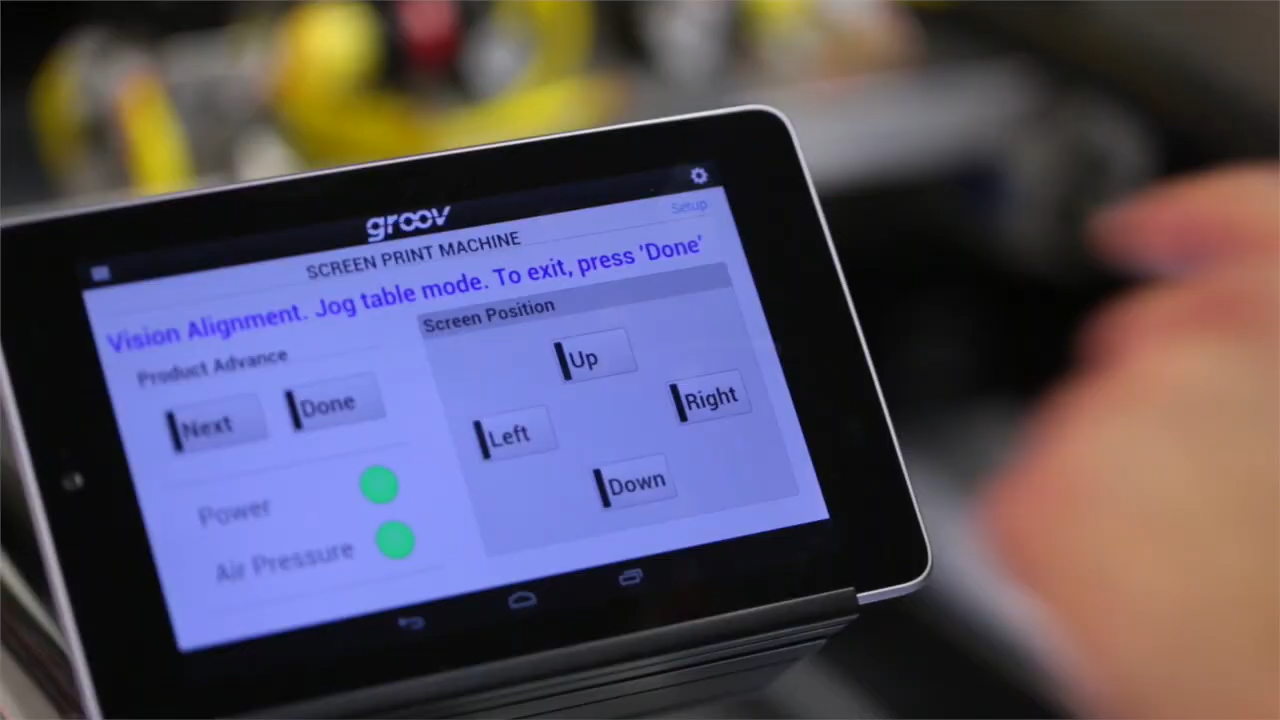 groov
Setup
SCREEN PRINT MACHINE
Vision Alignment. Jog table mode. To exit, press 'Done'
Product Advance
Next
Done
Power
Air Pressure
Screen Position
Up
Left
Right
Down